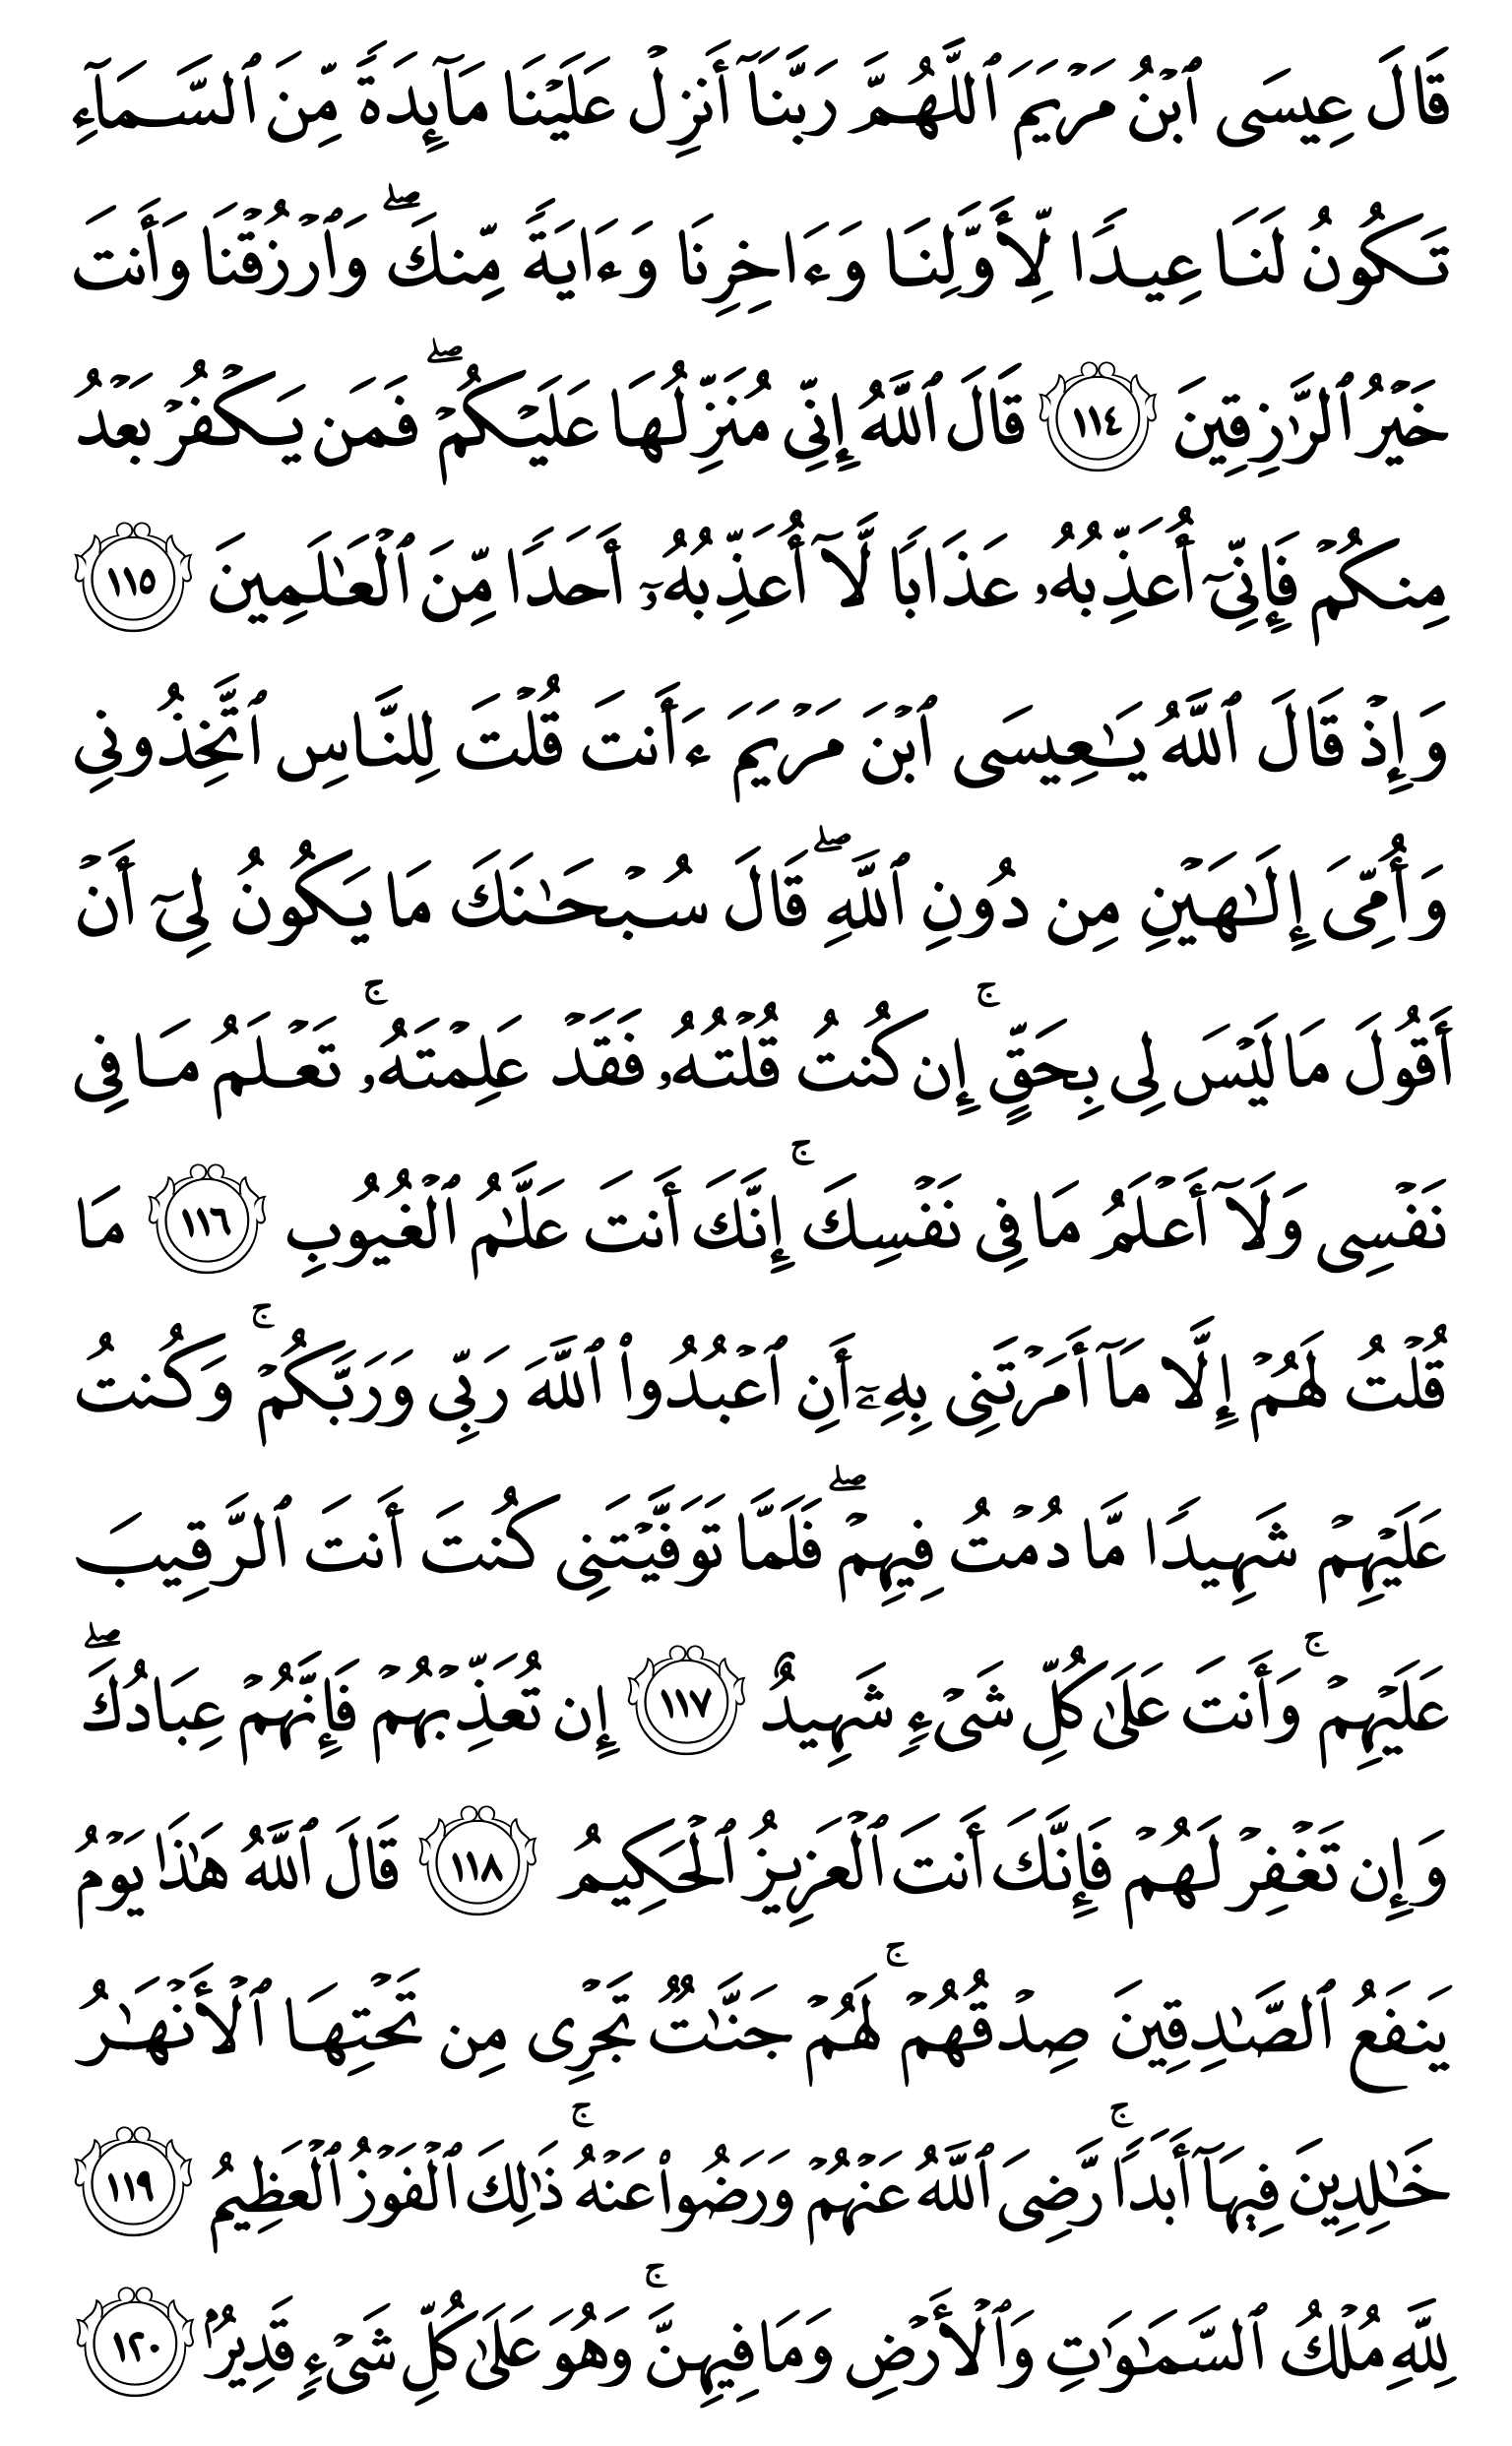 قَالَ عِيسَى ٱبۡنُ مَرۡيَمَ ٱللَّهُمَّ رَبَّنَآ أَنزِلۡ عَلَيۡنَا مَآئِدَةٗ مِّنَ ٱلسَّمَآءِ
تَكُونُ لَنَا عِيدٗا لِّأَوَّلِنَا وَءَاخِرِنَا وَءَايَةٗ مِّنكَۖ وَٱرۡزُقۡنَا وَأَنتَ
خَيۡرُ ٱلرَّٰزِقِينَ ١١٤ قَالَ ٱللَّهُ إِنِّي مُنَزِّلُهَا عَلَيۡكُمۡۖ فَمَن يَكۡفُرۡ بَعۡدُ
مِنكُمۡ فَإِنِّيٓ أُعَذِّبُهُۥ عَذَابٗا لَّآ أُعَذِّبُهُۥٓ أَحَدٗا مِّنَ ٱلۡعَٰلَمِينَ ١١٥
وَإِذۡ قَالَ ٱللَّهُ يَٰعِيسَى ٱبۡنَ مَرۡيَمَ ءَأَنتَ قُلۡتَ لِلنَّاسِ ٱتَّخِذُونِي
وَأُمِّيَ إِلَٰهَيۡنِ مِن دُونِ ٱللَّهِۖ قَالَ سُبۡحَٰنَكَ مَا يَكُونُ لِيٓ أَنۡ
أَقُولَ مَا لَيۡسَ لِي بِحَقٍّۚ إِن كُنتُ قُلۡتُهُۥ فَقَدۡ عَلِمۡتَهُۥۚ تَعۡلَمُ مَا فِي
نَفۡسِي وَلَآ أَعۡلَمُ مَا فِي نَفۡسِكَۚ إِنَّكَ أَنتَ عَلَّٰمُ ٱلۡغُيُوبِ ١١٦ مَا
قُلۡتُ لَهُمۡ إِلَّا مَآ أَمَرۡتَنِي بِهِۦٓ أَنِ ٱعۡبُدُواْ ٱللَّهَ رَبِّي وَرَبَّكُمۡۚ وَكُنتُ
عَلَيۡهِمۡ شَهِيدٗا مَّا دُمۡتُ فِيهِمۡۖ فَلَمَّا تَوَفَّيۡتَنِي كُنتَ أَنتَ ٱلرَّقِيبَ
عَلَيۡهِمۡۚ وَأَنتَ عَلَىٰ كُلِّ شَيۡءٖ شَهِيدٌ ١١٧ إِن تُعَذِّبۡهُمۡ فَإِنَّهُمۡ عِبَادُكَۖ
وَإِن تَغۡفِرۡ لَهُمۡ فَإِنَّكَ أَنتَ ٱلۡعَزِيزُ ٱلۡحَكِيمُ ١١٨ قَالَ ٱللَّهُ هَٰذَا يَوۡمُ
يَنفَعُ ٱلصَّٰدِقِينَ صِدۡقُهُمۡۚ لَهُمۡ جَنَّٰتٞ تَجۡرِي مِن تَحۡتِهَا ٱلۡأَنۡهَٰرُ
خَٰلِدِينَ فِيهَآ أَبَدٗاۚ رَّضِيَ ٱللَّهُ عَنۡهُمۡ وَرَضُواْ عَنۡهُۚ ذَٰلِكَ ٱلۡفَوۡزُ ٱلۡعَظِيمُ ١١٩
لِلَّهِ مُلۡكُ ٱلسَّمَٰوَٰتِ وَٱلۡأَرۡضِ وَمَا فِيهِنَّۚ وَهُوَ عَلَىٰ كُلِّ شَيۡءٖ قَدِيرُۢ ١٢٠